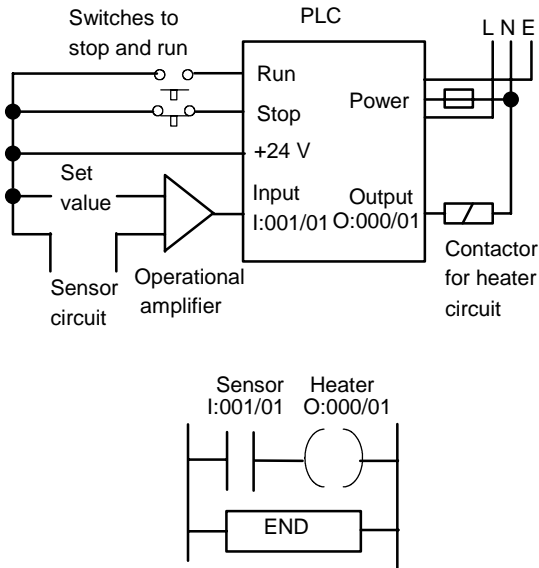 Switches to
stop and run
PLC
L N E
Run
Stop
Power
+24 V
Set
value
Input
I:001/01
Output
O:000/01
Operational
amplifier
Sensor
circuit
Contactor
for heater
circuit
Sensor
I:001/01
Heater
O:000/01
END